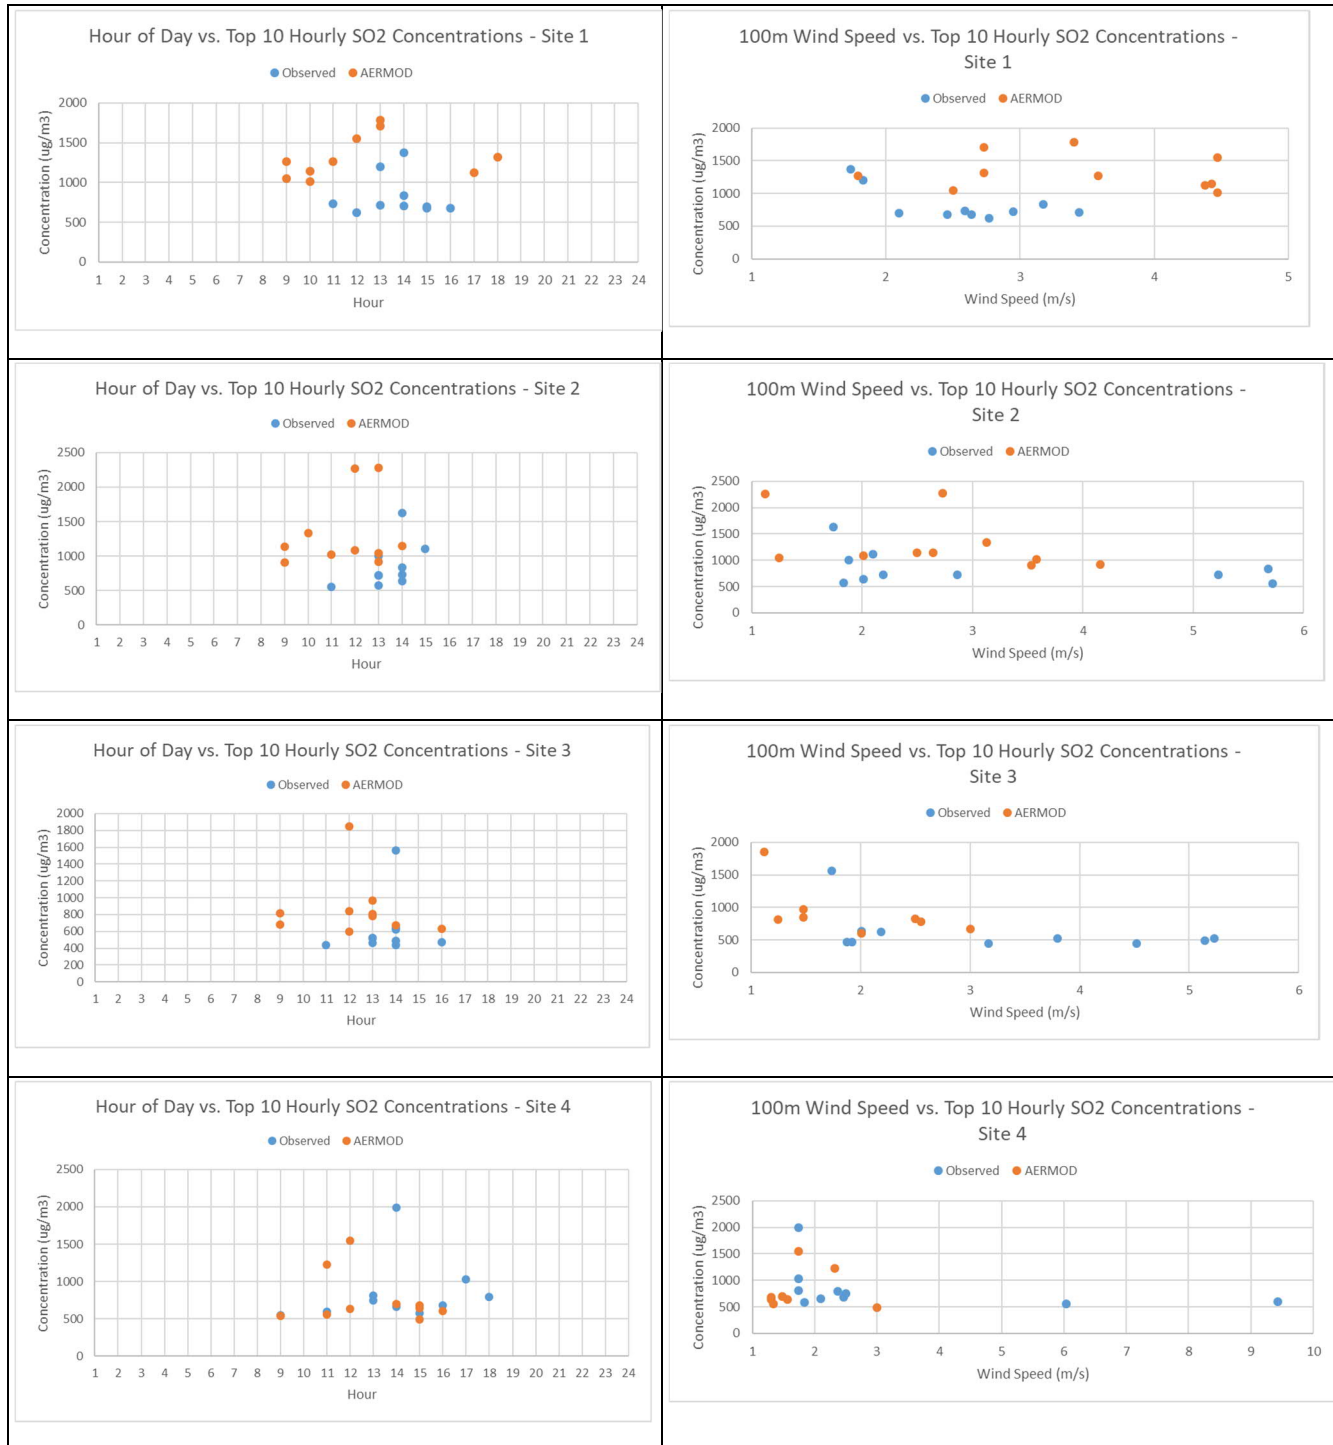 Hour of Day vs. Top 10 Hourly SO2 Concentrations - Site 1
Observed AERMOD
Concentration (ug/m3)
2000
1500
1000
500
0
1 2 3 4 5 6 7 8 9 10 11 12 13 14 15 16 17 18 19 20 21 22 23 24
Hour
100m Wind Speed vs. Top 10 Hourly SO2 Concentrations -
Site 1
Observed AERMOD
Concentration (ug/m3)
2000
1500
1000
500
0
1 2 3 4 5
Wind Speed (m/s)
Hour of Day vs. Top 10 Hourly SO2 Concentrations - Site 2
Observed AERMOD
Concentration (ug/m3)
2500
2000
1500
1000
500
0
1 2 3 4 5 6 7 8 9 10 11 12 13 14 15 16 17 18 19 20 21 22 23 24
Hour
100m Wind Speed vs. Top 10 Hourly SO2 Concentrations -
Site 2
Observed AERMOD
Concentration (ug/m3)
2500
2000
1500
1000
500
0
1 2 3 4 5 6
Wind Speed (m/s)
Hour of Day vs. Top 10 Hourly SO2 Concentrations - Site 3
Observed AERMOD
Concentration (ug/m3)
2000
1800
1600
1400
1200
1000
800
600
400
200
0
1 2 3 4 5 6 7 8 9 10 11 12 13 14 15 16 17 18 19 20 21 22 23 24
Hour
100m Wind Speed vs. Top 10 Hourly SO2 Concentrations -
Site 3
Observed AERMOD
Concentration (ug/m3)
2000
1500
1000
500
0
1 2 3 4 5 6
Wind Speed (m/s)
Hour of Day vs. Top 10 Hourly SO2 Concentrations - Site 4
Observed AERMOD
Concentration (ug/m3)
2500
2000
1500
1000
500
0
1 2 3 4 5 6 7 8 9 10 11 12 13 14 15 16 17 18 19 20 21 22 23 24
Hour
100m Wind Speed vs. Top 10 Hourly SO2 Concentrations -
Site 4
Observed AERMOD
Concentration (ug/m3)
2500
2000
1500
1000
500
0
1 2 3 4 5 6 7 8 9 10
Wind Speed (m/s)